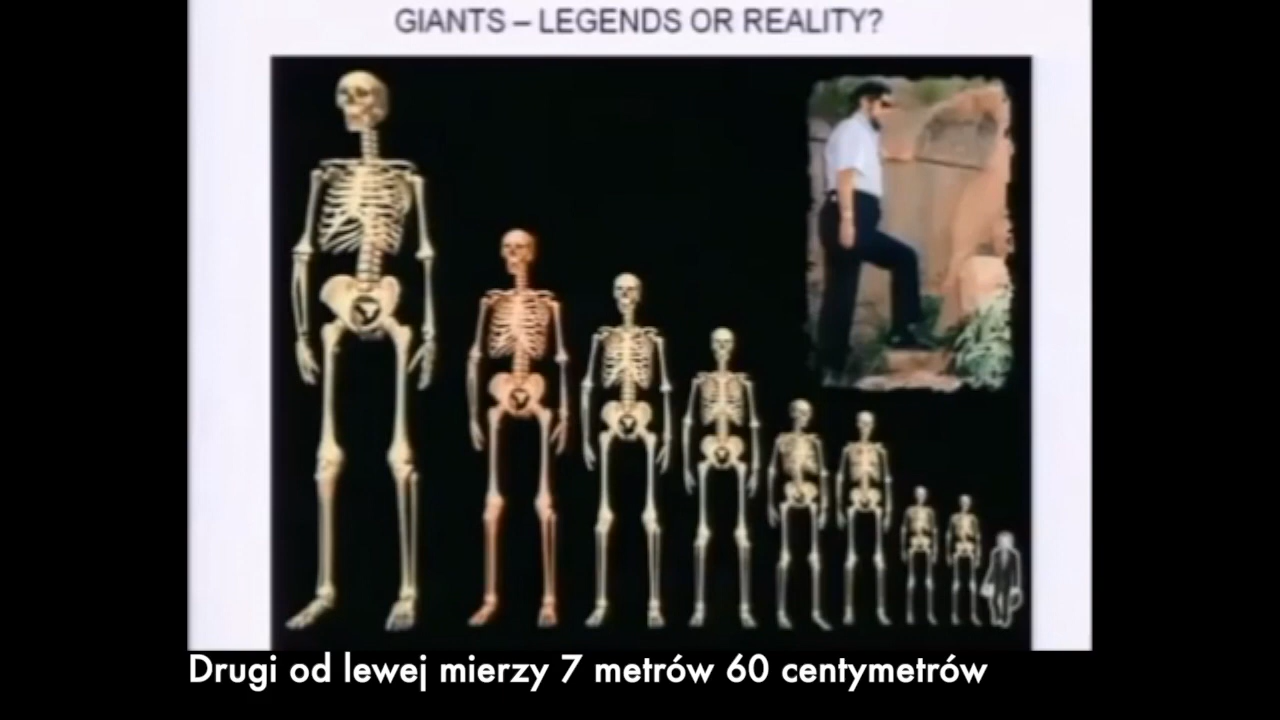 GIANTS – LEGENDS OR REALITY?
Drugi od lewej mierzy 7 metrów 60 centymetrów